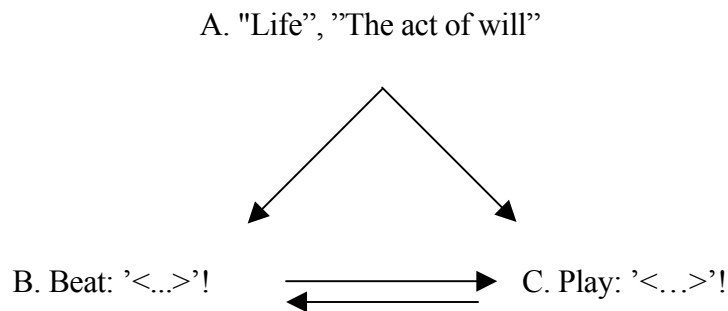 A. "Life”, ”The act of will”
B. Beat: ’<...>’!
C. Play: ’<…>’!